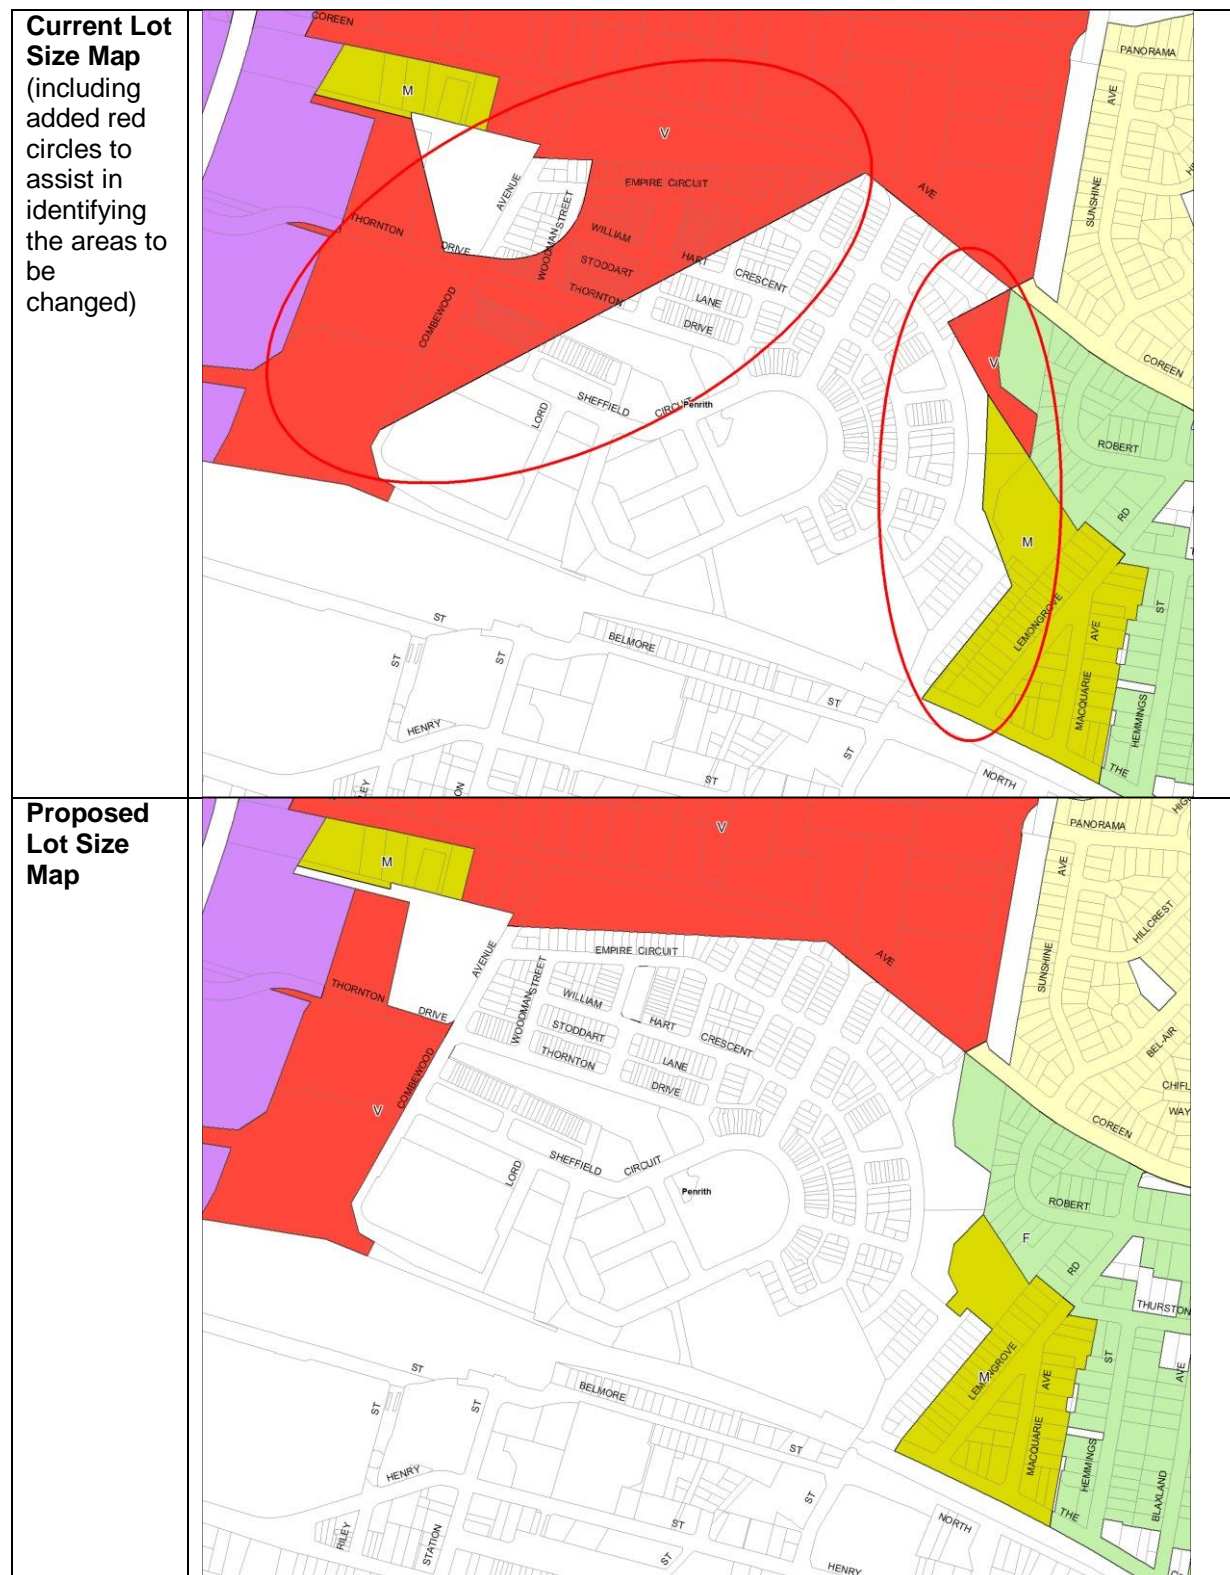 Current Lot
Size Map
(including
added red
circles to
assist in
identifying
the areas to
be
changed)
COREEN
PANORAMA
M
AVE
V
AVENUE
EMPIRE CIRCUIT
AVE
SUNSHINE
THORNTON
WOODMAN STREET
WILLIAM
DRIVE
HART
STODDART
CRESCENT
THORNTON
LANE
COMBEWOOD
DRIVE
COREEN
V
SHEFFIELD
CIRCUIT
Penrith
LORD
ROBERT
RD
M
LEMONGROVE
ST
ST
BELMORE
AVE
ST
ST
MACQUARIE
ST
HEMMINGS
HENRY
ST
ST
NORTH
THE
Proposed
Lot Size
Map
V
PANORAMA
M
AVE
HILLCREST
EMPIRE CIRCUIT
AVENUE
AVE
SUNSHINE
THORNTON
WOODMAN STREET
WILLIAM
DRIVE
HART
STODDART
CRESCENT
BEL-AIR
THORNTON
LANE
COMBEWOOD
DRIVE
V
WAY
COREEN
SHEFFIELD
CIRCUIT
LORD
Penrith
ROBERT
F
RD
THURSTON
LEMONGROVE
M
ST
AVE
ST
AVE
BELMORE
ST
ST
ST
MACQUARIE
HEMMINGS
HENRY
BLAXLAND
ST
THE
ST
NORTH
RILEY
STATION
ST
HENRY